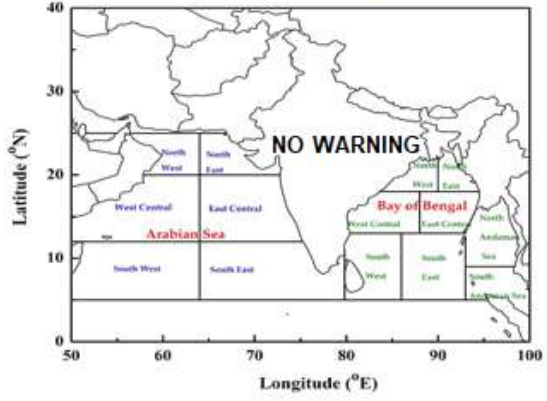 40
30
20
10
0
50
60
70
80
90
100
Latitude (°N)
Longitude (°E)
NO WARNING
North
West
North
East
West Central
East Central
Arabian Sea
South West
South East
North
West
North
East
Bay of Bengal
West Central
East Central
South
West
South
East
North
Andaman
Sea
South
Andaman Sea